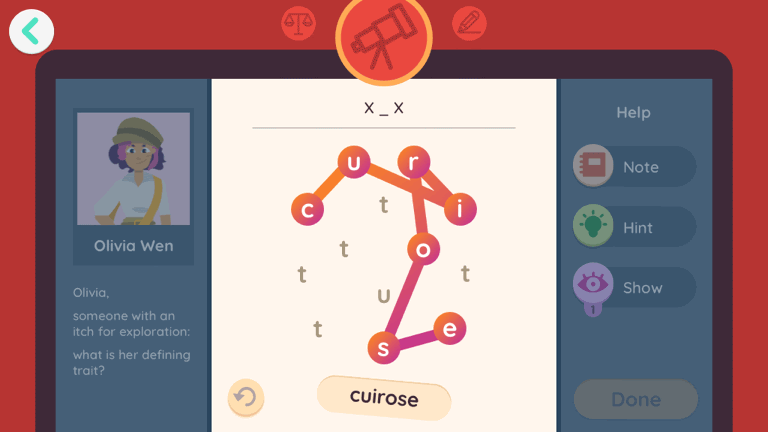 x _ x
Help
u r
t
c i
Note
Olivia Wen
t o
Hint
t t
Olivia,
u
Show
1
someone with an
itch for exploration:
t e
what is her defining
trait?
s
cuirose
Done